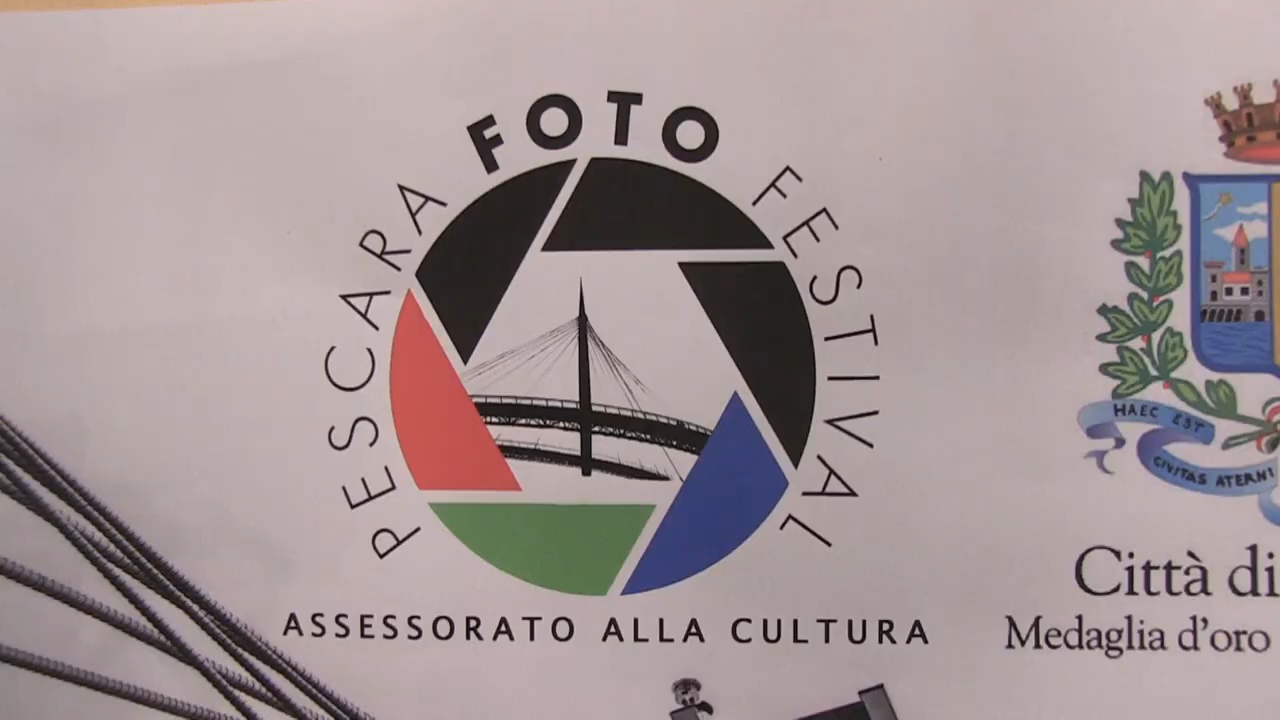 PESCARA FOTO FESTIVAL
ASSESSORATO ALLA CULTURA
HAEC EST
CIVITAS ATERNI
Città di
Medaglia d'oro